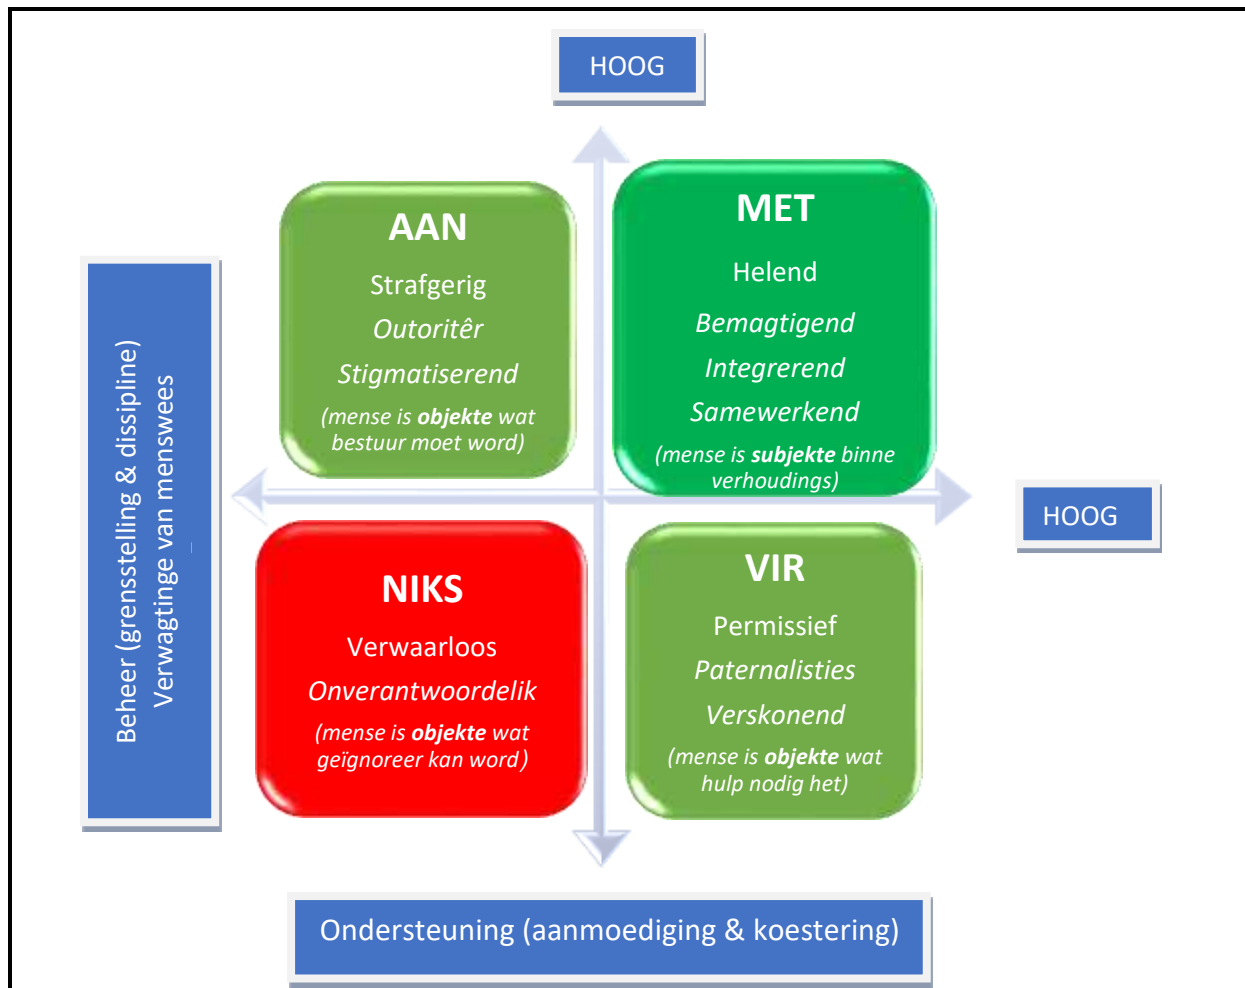 HOOG
AAN
Strafgerig
Outoritêr
Stigmatiserend
(mense is objekte wat
bestuur moet word)
MET
Helend
Bemagtigend
Integrerend
Samewerkend
(mense is subjekte binne
verhoudings)
Beheer (grensstelling & dissipline)
Verwagtinge van menswees
HOOG
NIKS
Verwaarloos
Onverantwoordelik
(mense is objekte wat
geïgnoreer kan word)
VIR
Permissief
Paternalisties
Verskonend
(mense is objekte wat
hulp nodig het)
Ondersteuning (aanmoediging & koestering)